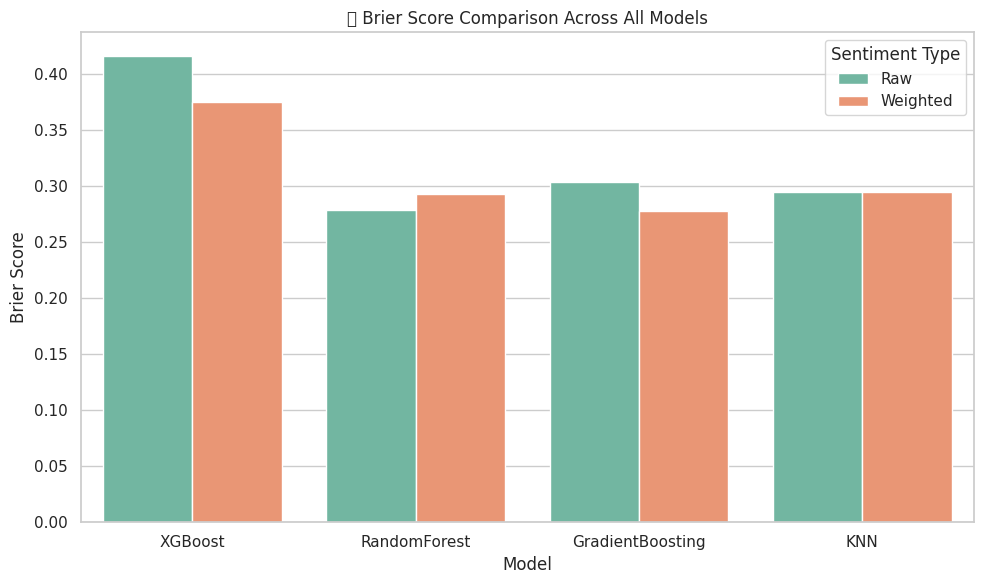 Brier Score Comparison Across All Models
Sentiment Type
Raw
Weighted
Brier Score
0.40
0.35
0.30
0.25
0.20
0.15
0.10
0.05
0.00
XGBoost
RandomForest
GradientBoosting
KNN
Model